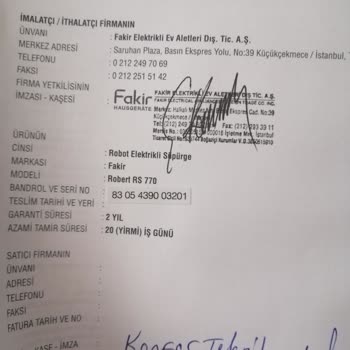 İMALATÇI / İTHALATÇI FİRMANIN
ÜNVANI : Fakir Elektrikli Ev Aletleri Dış. Tic. A.Ş.
MERKEZ ADRESİ : Saruhan Plaza, Basın Ekspres Yolu, No:39 Küçükçekmece / İstanbul,
TELEFONU : 0 212 249 70 69
FAKSI : 0 212 251 51 42
FİRMA YETKİLİSİNİN
İMZASI - KAŞESİ :
Fakir
HAUSGERÄTE
FAKİR ELEKTRİKLİ EV ALETLERİ DIŞ TİC. A.Ş.
ÜRÜNÜN
CİNSİ : Robot Elektrikli Süpürge
MARKASI : Fakir
MODELİ : Robert RS 770
BANDROL VE SERİ NO : 83 05 4390 03201
TESLİM TARİHİ VE YERİ :
GARANTİ SÜRESİ : 2 YIL
AZAMİ TAMİR SÜRESİ : 20 (YİRMİ) İŞ GÜNÜ
SATICI FİRMANIN
ÜNVANI :
ADRESİ :
TELEFONU :
FAKSI :
FATURA TARİH VE NO :
KAŞE - İMZA